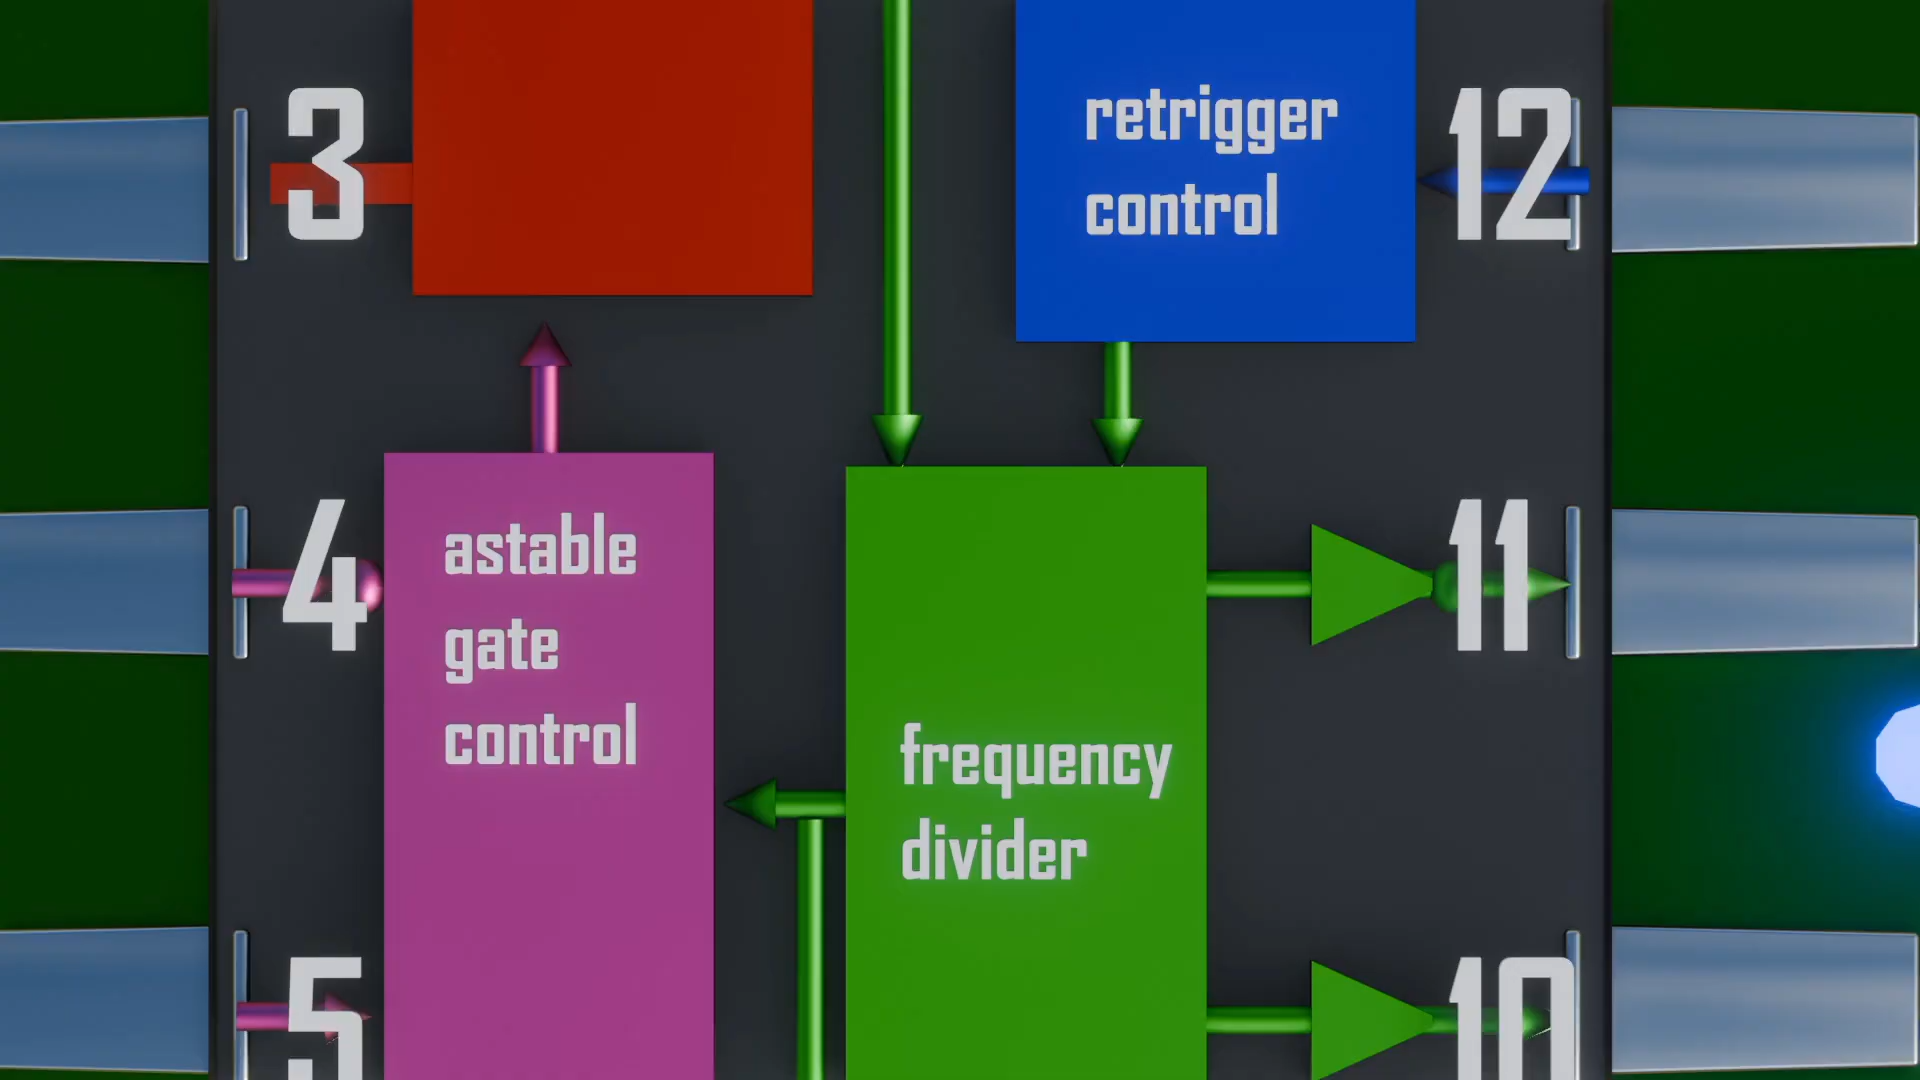 3
retrigger
control
12
4
astable
gate
control
11
frequency
divider
5
10